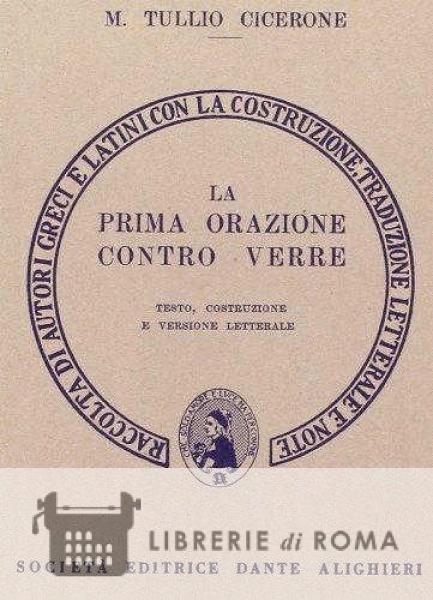 M. TULLIO CICERONE
RACCOLTA DI AUTORI GRECI E LATINI CON LA COSTRUZIONE, TRADUZIONE LETTERALE E NOTE
LA
PRIMA ORAZIONE
CONTRO VERRE
TESTO, COSTRUZIONE
E VERSIONE LETTERALE
LIBRERIE di ROMA
SOCIETÀ EDITRICE DANTE ALIGHIERI